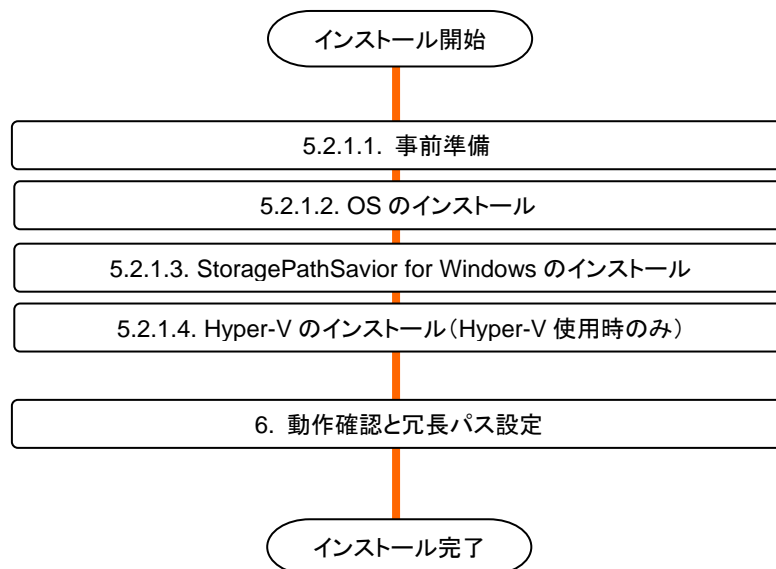 インストール開始
5.2.1.1. 事前準備
5.2.1.2. OS のインストール
5.2.1.3. StoragePathSavior for Windows のインストール
5.2.1.4. Hyper-V のインストール（Hyper-V 使用時のみ）
6. 動作確認と冗長パス設定
インストール完了